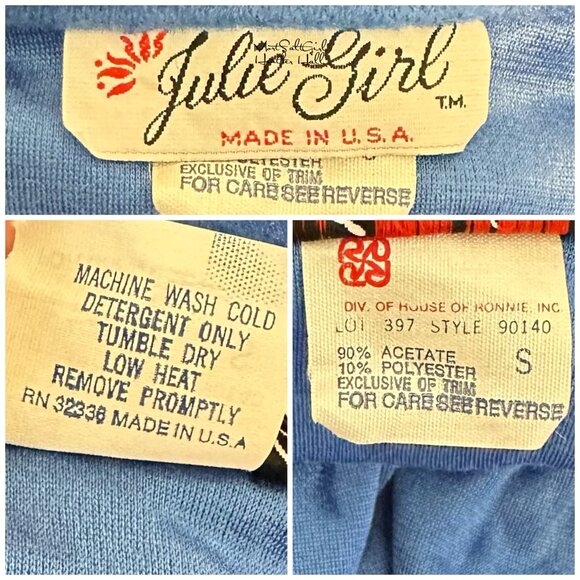 Julie Girl
T.M.
MADE IN U.S.A.
EXCLUSIVE OF TRIM
FOR CARE SEE REVERSE
MACHINE WASH COLD
DETERGENT ONLY
TUMBLE DRY
LOW HEAT
REMOVE PROMPTLY
RN 32336 MADE IN U.S.A
DIV. OF HOUSE OF RONNIE, INC
LOT 397 STYLE 90140
90% ACETATE S
10% POLYESTER
EXCLUSIVE OF TRIM
FOR CARE SEE REVERSE